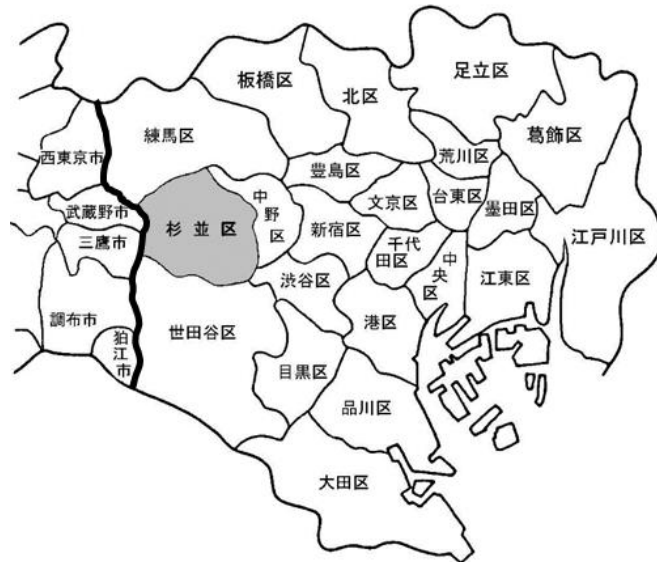 足立区
板橋区
北区
葛飾区
練馬区
荒川区
西東京市
豊島区
文京区
台東区
墨田区
中野区
武蔵野市
杉並区
新宿区
千代
田区
江戸川区
三鷹市
中央区
江東区
渋谷区
調布市
世田谷区
港区
狛江市
目黒区
品川区
大田区